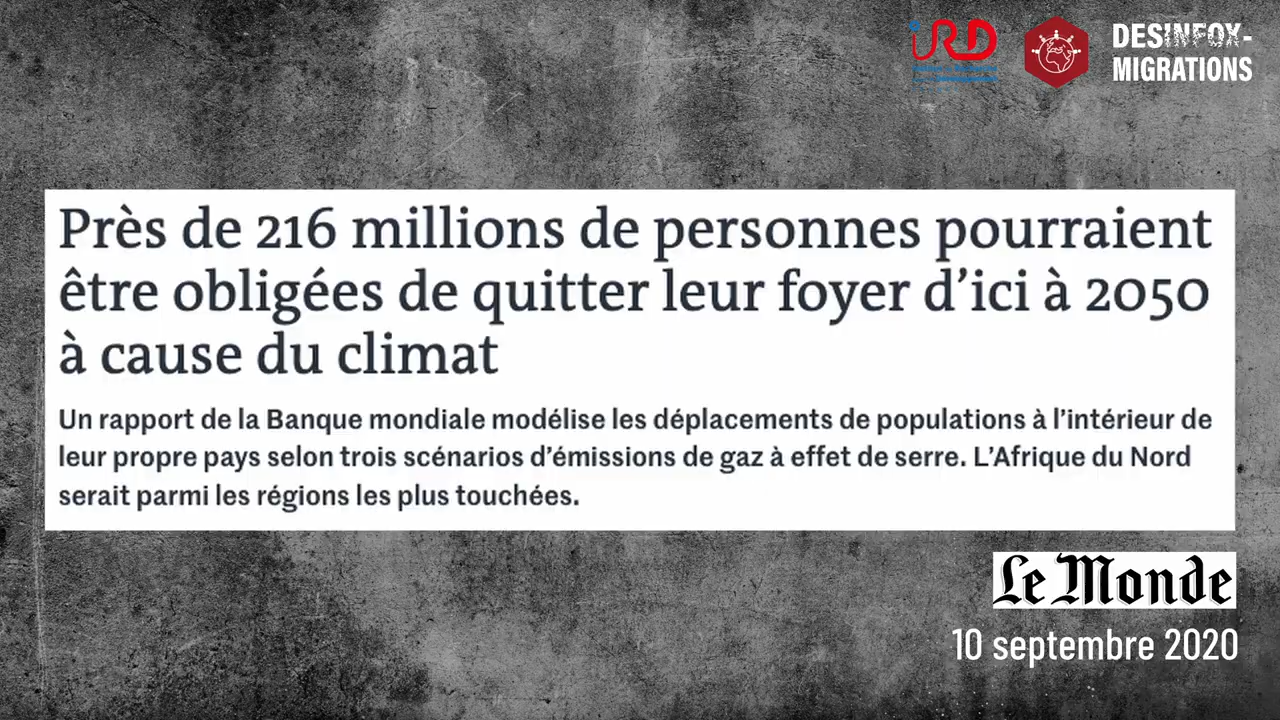 iRD
DESINFOX-
MIGRATIONS
Près de 216 millions de personnes pourraient
être obligées de quitter leur foyer d’ici à 2050
à cause du climat
Un rapport de la Banque mondiale modélise les déplacements de populations à l’intérieur de
leur propre pays selon trois scénarios d’émissions de gaz à effet de serre. L’Afrique du Nord
serait parmi les régions les plus touchées.
Le Monde
10 septembre 2020